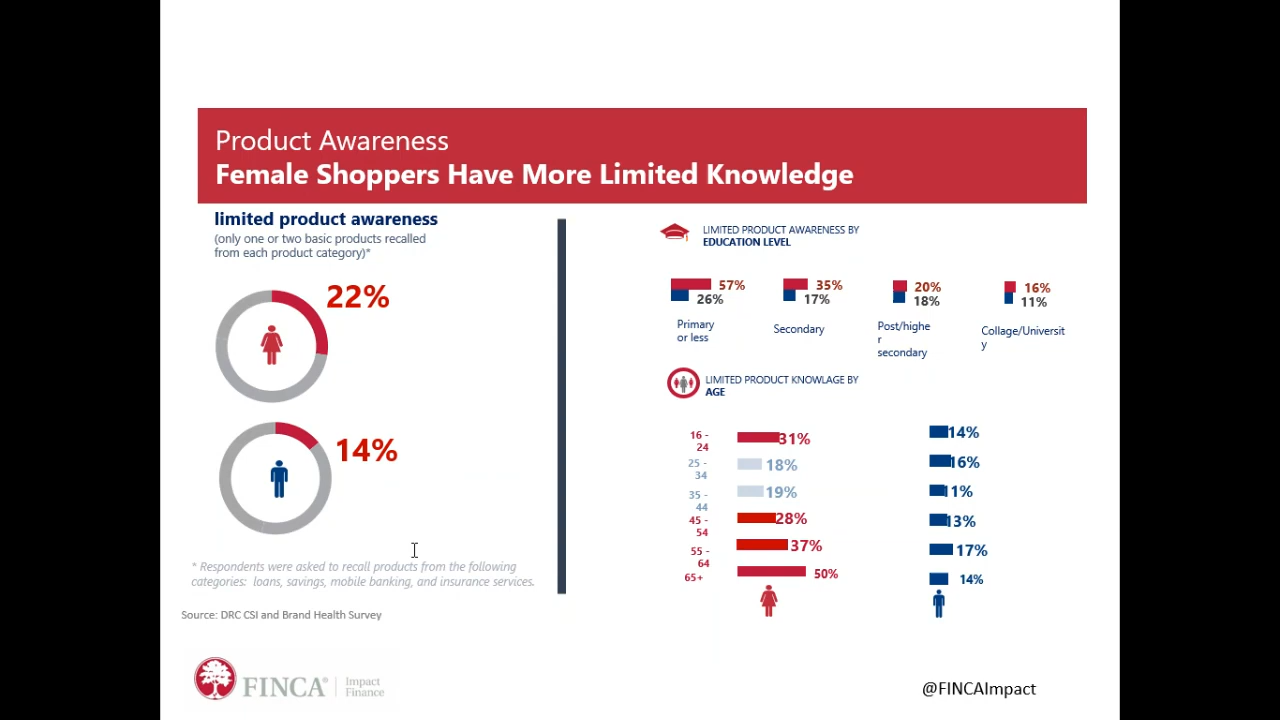 Product Awareness
Female Shoppers Have More Limited Knowledge
limited product awareness
(only one or two basic products recalled
from each product category)*
22%
14%
* Respondents were asked to recall products from the following
categories: loans, savings, mobile banking, and insurance services.
Source: DRC CSI and Brand Health Survey
LIMITED PRODUCT AWARENESS BY
EDUCATION LEVEL
57%
26%
Primary
or less
35%
17%
Secondary
20%
18%
Post/highe
r
secondary
16%
11%
Collage/Universit
y
LIMITED PRODUCT KNOWLAGE BY
AGE
16 -
24
31%
14%
25 -
34
18%
16%
35 -
44
19%
11%
45 -
54
28%
13%
55 -
64
37%
17%
65+
50%
14%
FINCA® Impact
Finance
@FINCAImpact